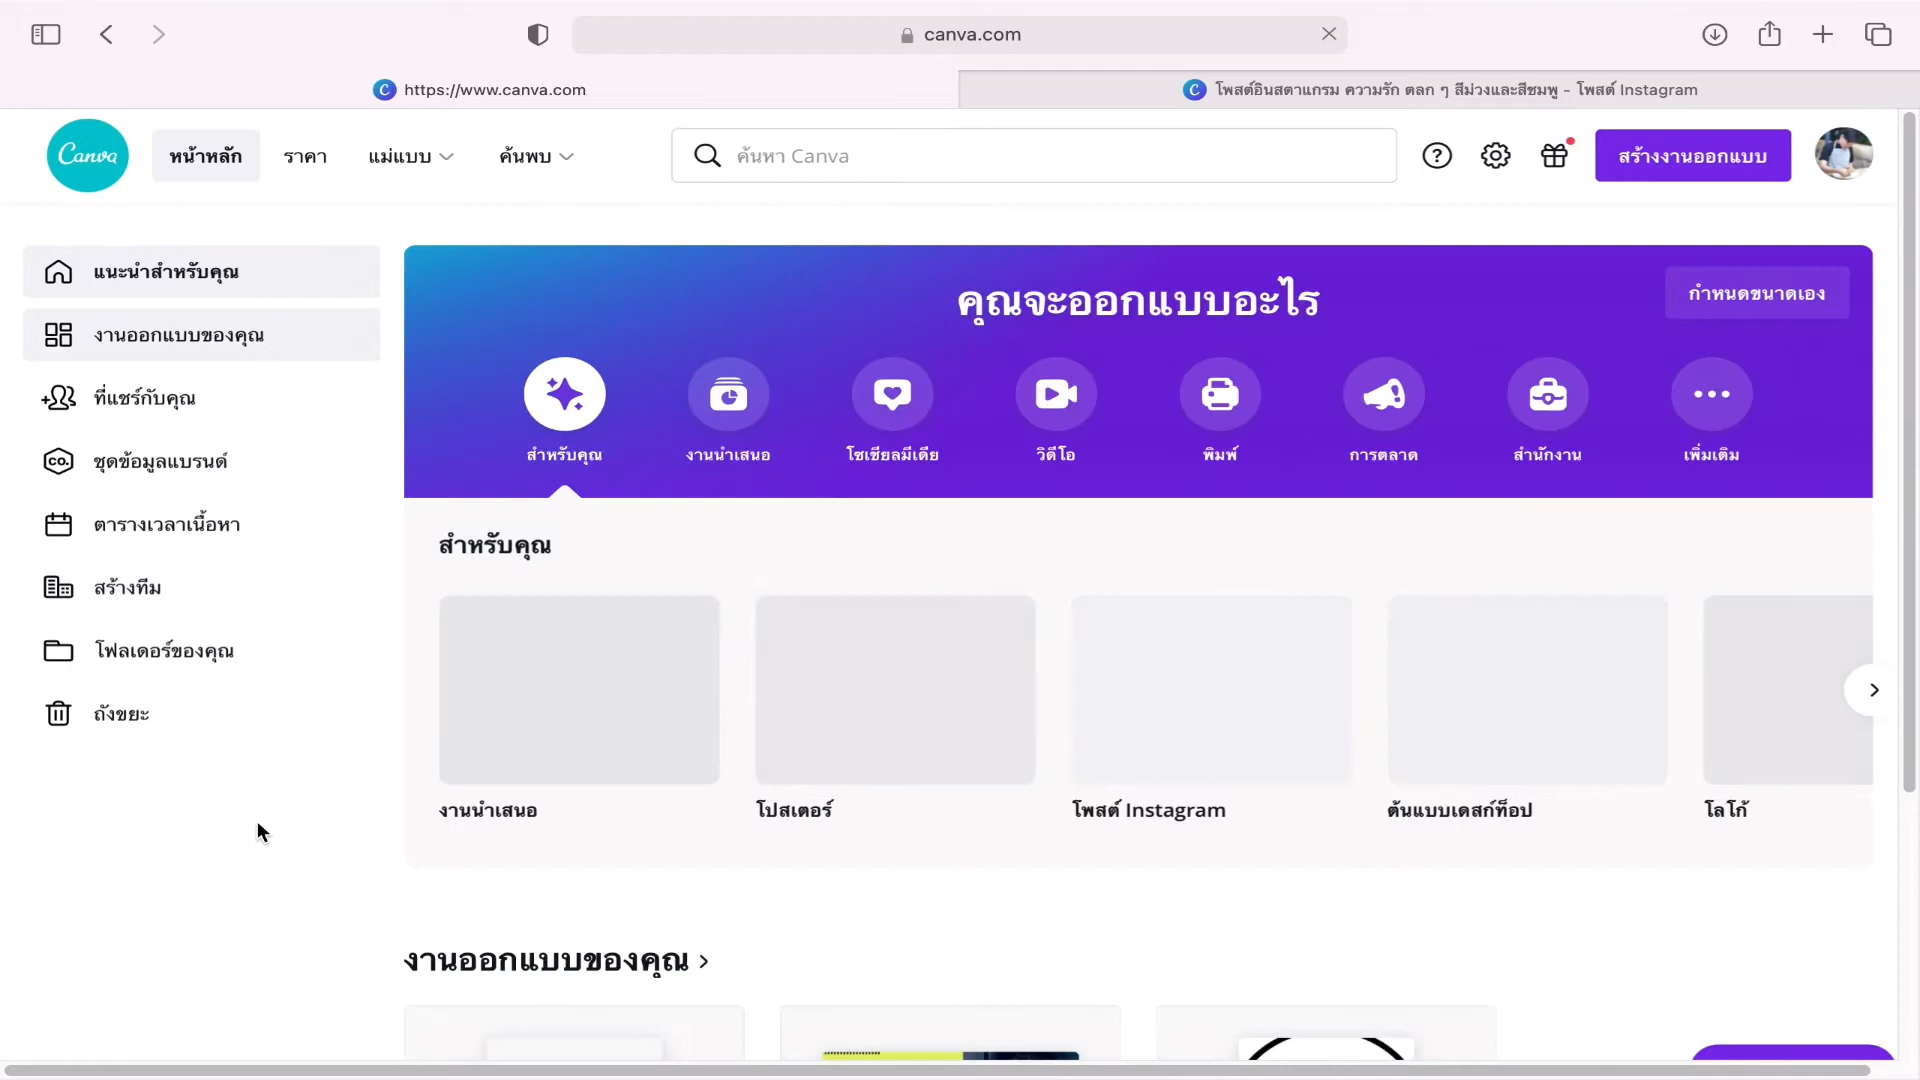 canva.com
https://www.canva.com
โพสต์อินสตาแกรม ความรัก ตลก ๆ สีม่วงและสีชมพู - โพสต์ Instagram
Canva
หน้าหลัก
ราคา
แม่แบบ
ค้นพบ
ค้นหา Canva
สร้างงานออกแบบ
แนะนำสำหรับคุณ
งานออกแบบของคุณ
ที่แชร์กับคุณ
CO.
ชุดข้อมูลแบรนด์
ตารางเวลาเนื้อหา
สร้างทีม
โฟลเดอร์ของคุณ
ถังขยะ
คุณจะออกแบบอะไร
กำหนดขนาดเอง
สำหรับคุณ
งานนำเสนอ
โซเชียลมีเดีย
วิดีโอ
พิมพ์
การตลาด
สำนักงาน
เพิ่มเติม
สำหรับคุณ
งานนำเสนอ
โปสเตอร์
โพสต์ Instagram
ต้นแบบเดสก์ท็อป
โลโก้
งานออกแบบของคุณ